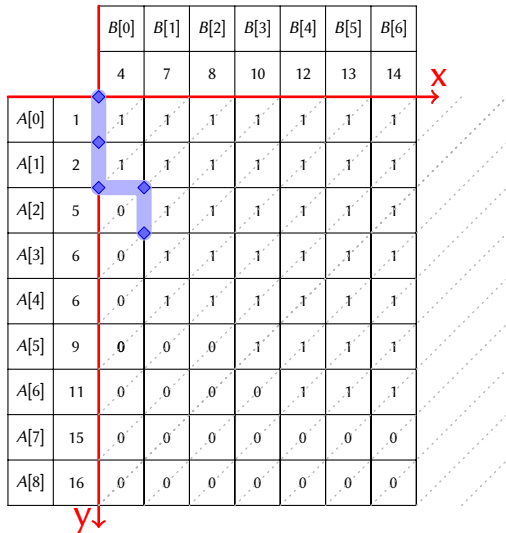 B[0] B[1] B[2] B[3] B[4] B[5] B[6]
4 7 8 10 12 13 14
x
A[0] 1 1 1 1 1 1 1 1
A[1] 2 1 1 1 1 1 1 1
A[2] 5 0 1 1 1 1 1 1
A[3] 6 0 1 1 1 1 1 1
A[4] 6 0 1 1 1 1 1 1
A[5] 9 0 0 0 1 1 1 1
A[6] 11 0 0 0 0 1 1 1
A[7] 15 0 0 0 0 0 0 0
A[8] 16 0 0 0 0 0 0 0
y